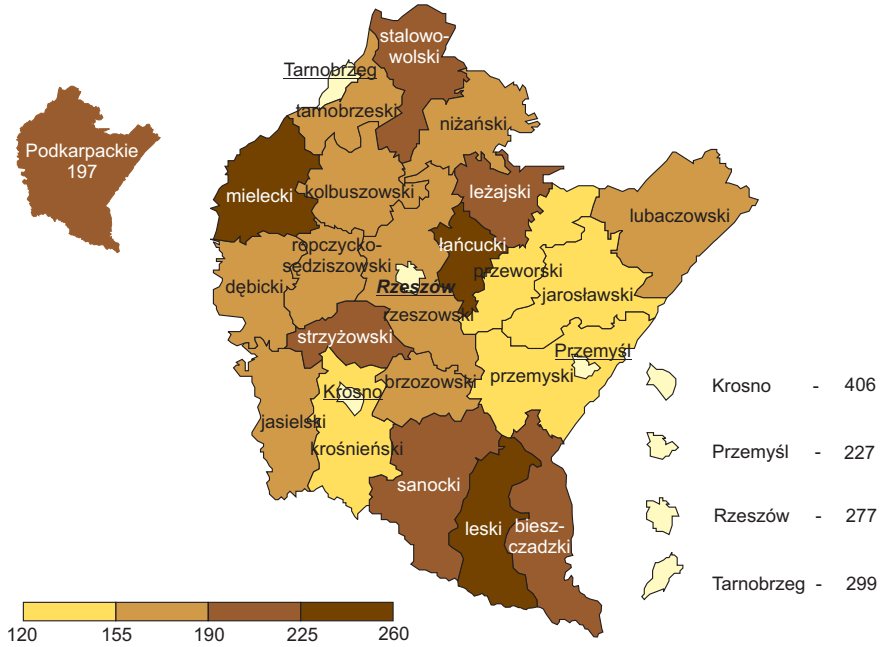 stalowo-
wolski
Tarnobrzeg
tarnobrzeski
niżański
Podkarpackie
197
mielecki
kolbuszowski
leżajski
lubaczowski
ropczycko-
sędziszowski
łańcucki
przeworski
dębicki
Rzeszów
jarosławski
rzeszowski
strzyżowski
Przemyśl
przemyski
brzozowski
Krosno
jasielski
krośnieński
sanocki
leski
biesz-
czadzki
Krosno - 406
Przemyśl - 227
Rzeszów - 277
Tarnobrzeg - 299
120 155 190 225 260